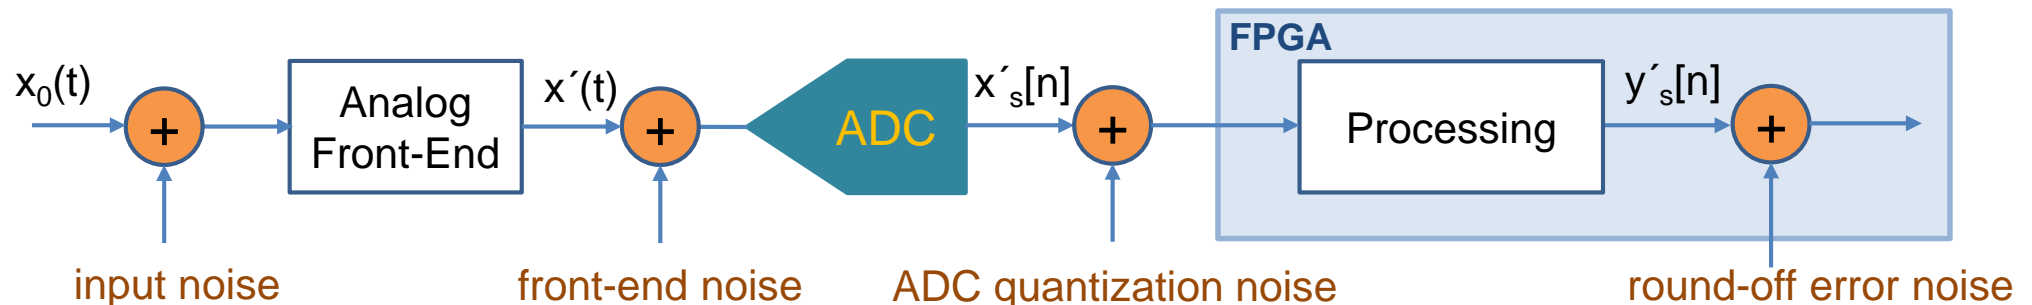 FPGA
x₀(t)
+
Analog
Front-End
x´(t)
+
ADC
x´ₛ[n]
+
Processing
y´ₛ[n]
+
input noise
front-end noise
ADC quantization noise
round-off error noise